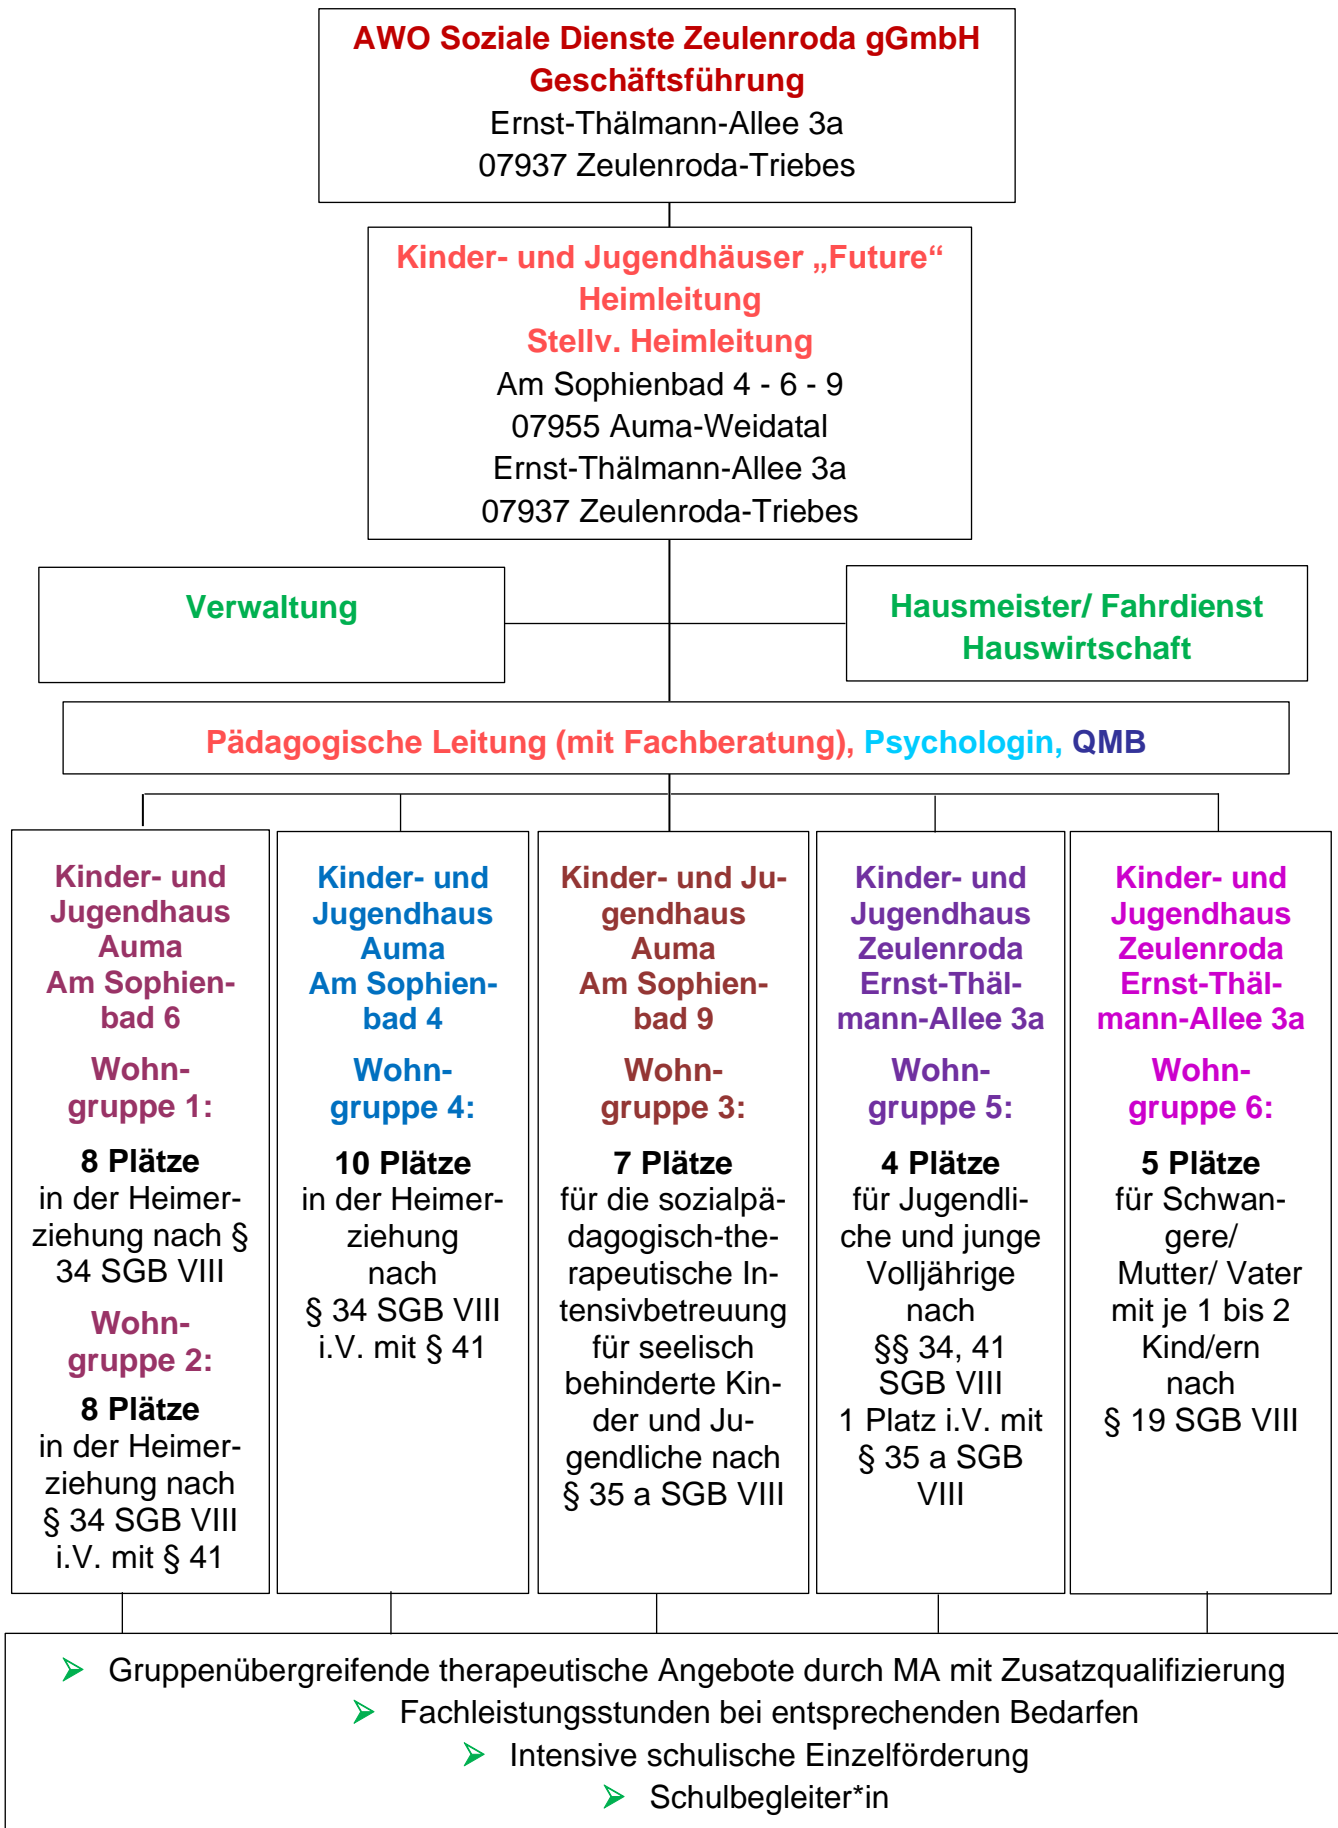 AWO Soziale Dienste Zeulenroda gGmbH
Geschäftsführung
Ernst-Thälmann-Allee 3a
07937 Zeulenroda-Triebes
Kinder- und Jugendhäuser „Future“
Heimleitung
Stellv. Heimleitung
Am Sophienbad 4 - 6 - 9
07955 Auma-Weidatal
Ernst-Thälmann-Allee 3a
07937 Zeulenroda-Triebes
Verwaltung
Hausmeister/ Fahrdienst
Hauswirtschaft
Pädagogische Leitung (mit Fachberatung), Psychologin, QMB
Kinder- und
Jugendhaus
Auma
Am Sophien-
bad 6
Wohn-
gruppe 1:
8 Plätze
in der Heimer-
ziehung nach §
34 SGB VIII
Wohn-
gruppe 2:
8 Plätze
in der Heimer-
ziehung nach
§ 34 SGB VIII
i.V. mit § 41
Kinder- und
Jugendhaus
Auma
Am Sophien-
bad 4
Wohn-
gruppe 4:
10 Plätze
in der Heimer-
ziehung
nach
§ 34 SGB VIII
i.V. mit § 41
Kinder- und Ju-
gendhaus
Auma
Am Sophien-
bad 9
Wohn-
gruppe 3:
7 Plätze
für die sozialpä-
dagogisch-the-
rapeutische In-
tensivbetreuung
für seelisch
behinderte Kin-
der und Ju-
gendliche nach
§ 35 a SGB VIII
Kinder- und
Jugendhaus
Zeulenroda
Ernst-Thäl-
mann-Allee 3a
Wohn-
gruppe 5:
4 Plätze
für Jugendli-
che und junge
Volljährige
nach
§§ 34, 41
SGB VIII
1 Platz i.V. mit
§ 35 a SGB
VIII
Kinder- und
Jugendhaus
Zeulenroda
Ernst-Thäl-
mann-Allee 3a
Wohn-
gruppe 6:
5 Plätze
für Schwan-
gere/
Mutter/ Vater
mit je 1 bis 2
Kind/ern
nach
§ 19 SGB VIII
➢ Gruppenübergreifende therapeutische Angebote durch MA mit Zusatzqualifizierung
➢ Fachleistungsstunden bei entsprechenden Bedarfen
➢ Intensive schulische Einzelförderung
➢ Schulbegleiter*in